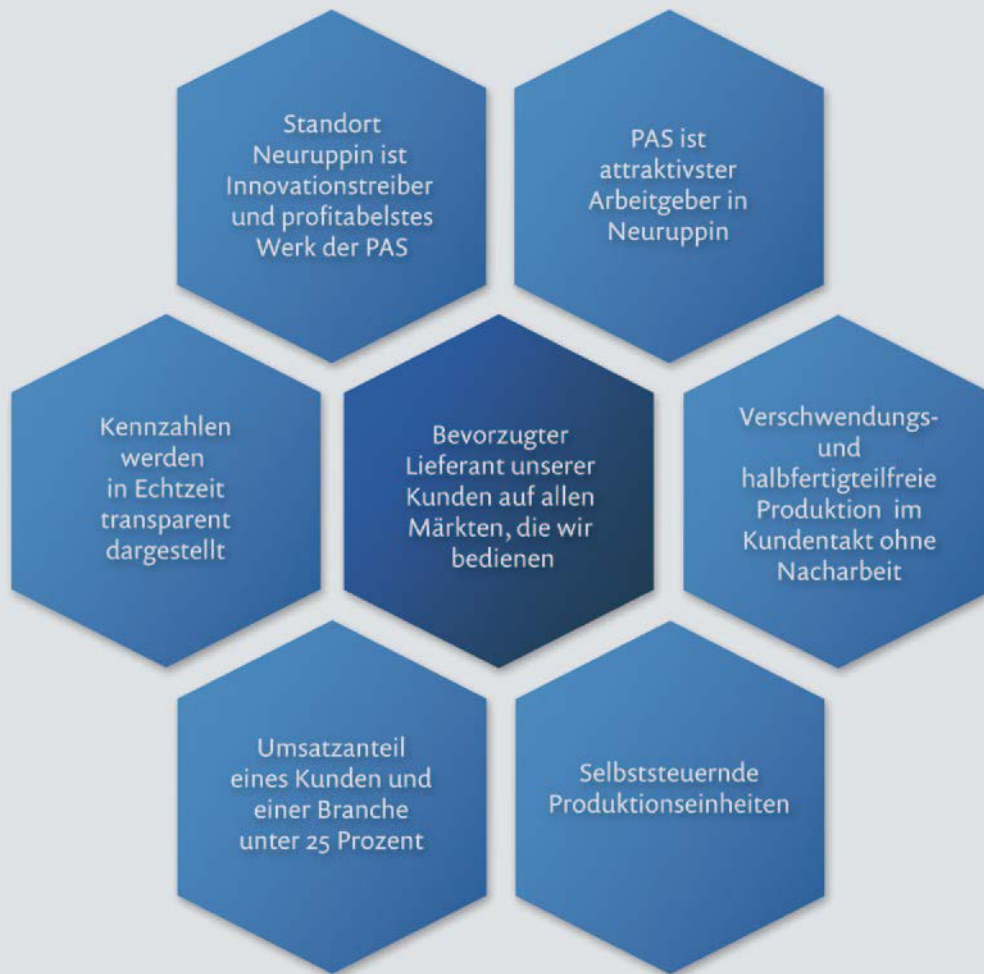 Standort
Neuruppin ist
Innovationstreiber
und profitabelstes
Werk der PAS
PAS ist
attraktivster
Arbeitgeber in
Neuruppin
Kennzahlen
werden
in Echtzeit
transparent
dargestellt
Bevorzugter
Lieferant unserer
Kunden auf allen
Märkten, die wir
bedienen
Verschwendungs-
und
halbfertigteilfreie
Produktion im
Kundentakt ohne
Nacharbeit
Umsatzanteil
eines Kunden und
einer Branche
unter 25 Prozent
Selbststeuernde
Produktionseinheiten